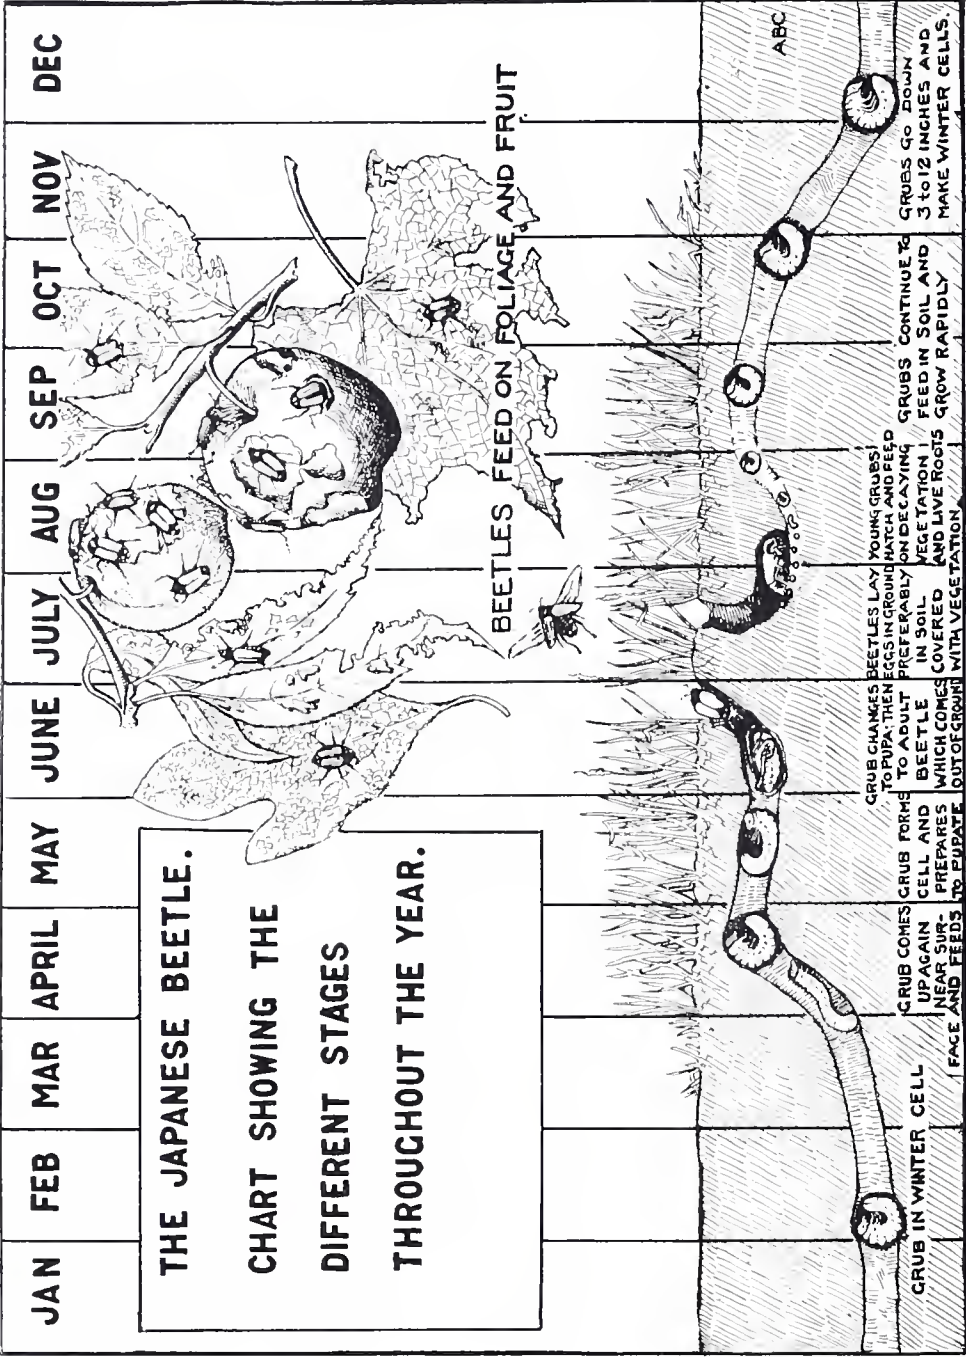 JAN FEB MAR APRIL MAY JUNE JULY AUG SEP OCT NOV DEC
THE JAPANESE BEETLE.
CHART SHOWING THE
DIFFERENT STAGES
THROUGHOUT THE YEAR.
BEETLES FEED ON FOLIAGE AND FRUIT
ABC
GRUB IN WINTER CELL
GRUB COMES
UP AGAIN
NEAR SUR-
FACE AND FEEDS
GRUB FORMS
CELL AND
PREPARES
TO PUPATE
GRUB CHANGES
TO PUPA: THEN
TO ADULT
BEETLE
WHICH COMES
OUT OF GROUND
BEETLES LAY
EGGS IN GROUND
PREFERABLY
IN SOIL
COVERED
WITH VEGETATION
YOUNG GRUBS
HATCH AND FEED
ON DECAYING
VEGETATION
AND LIVE ROOTS
GRUBS CONTINUE TO
FEED IN SOIL AND
GROW RAPIDLY
GRUBS GO DOWN
3 to 12 INCHES AND
MAKE WINTER CELLS.